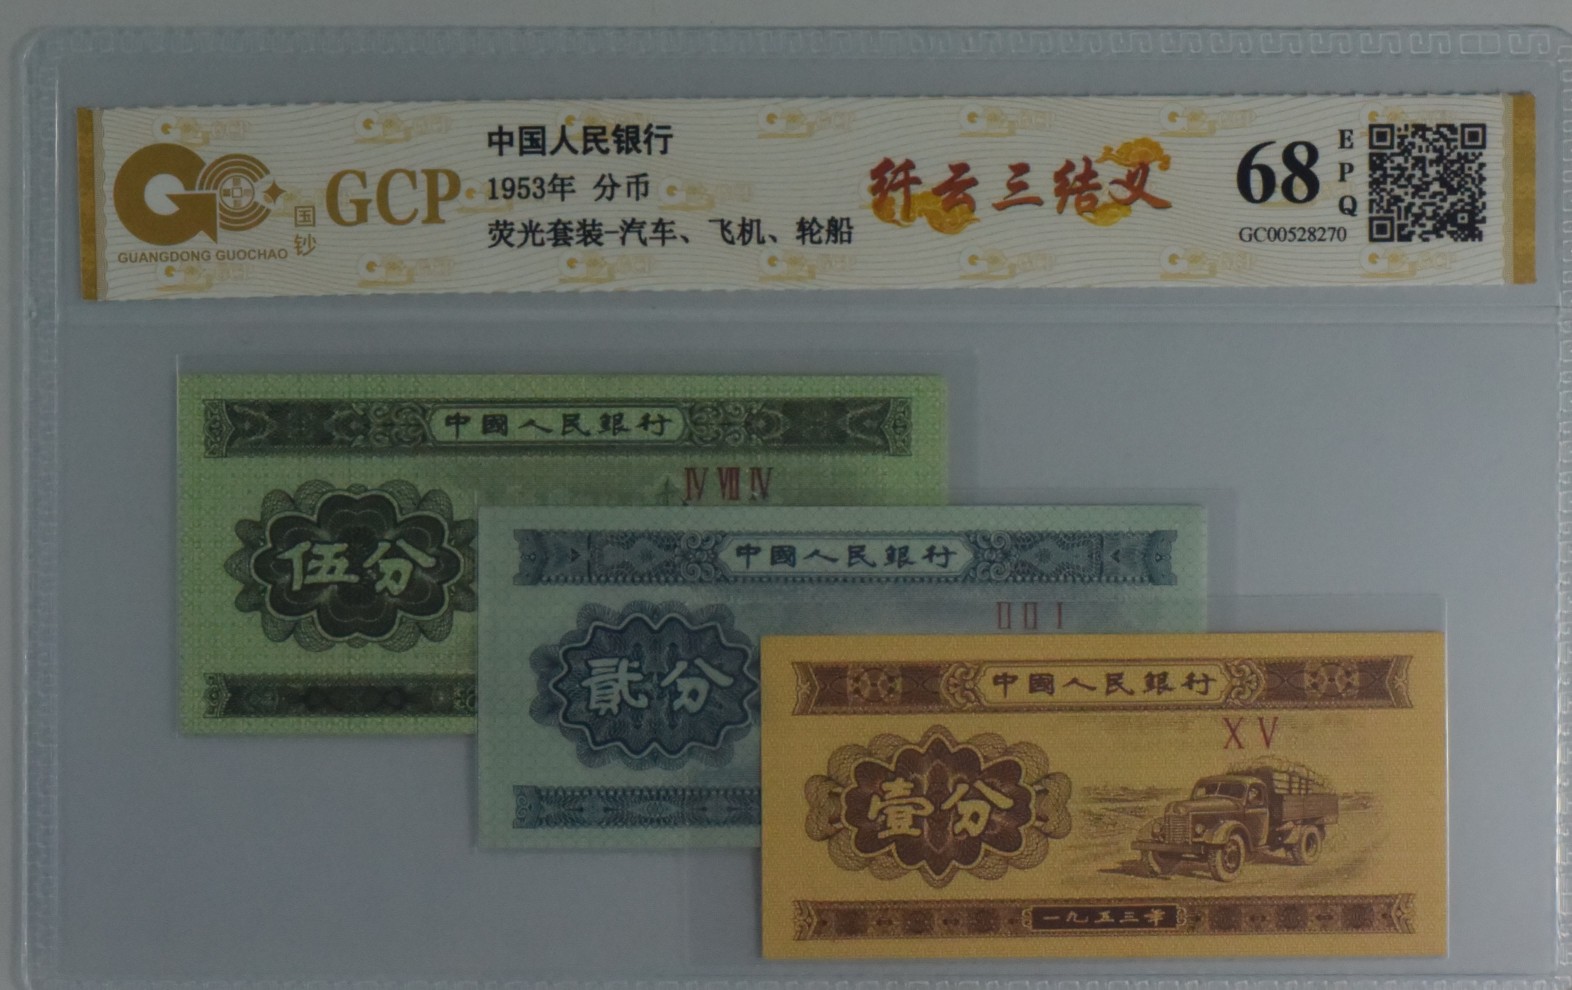 GCP
国钞
GUANGDONG GUOCHAO
中国人民银行
1953年 分币
荧光套装-汽车、飞机、轮船
纤云三结义
68
EPQ
GC00528270
中國人民銀行
IV VIII IV
伍分
中國人民銀行
II II I
貳分
中國人民銀行
X V
壹分
一九五三年